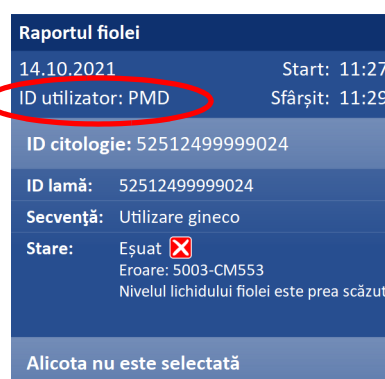 Raportul fiolei
14.10.2021 Start: 11:27
ID utilizator: PMD Sfârșit: 11:29
ID citologie: 52512499999024
ID lamă: 52512499999024
Secvenţă: Utilizare gineco
Stare: Eșuat
Eroare: 5003-CM553
Nivelul lichidului fiolei este prea scăzut
Alicota nu este selectată